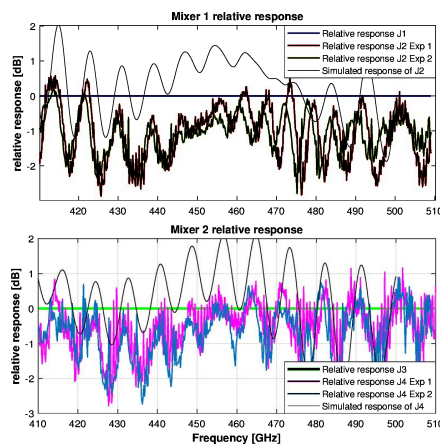 Mixer 1 relative response
2
1
0
-1
-2
relative response [dB]
Relative response J1
Relative response J2 Exp 1
Relative response J2 Exp 2
Simulated response of J2
420 430 440 450 460 470 480 490 500 510
Mixer 2 relative response
2
1
0
-1
-2
-3
relative response [dB]
Relative response J3
Relative response J4 Exp 1
Relative response J4 Exp 2
Simulated response of J4
410 420 430 440 450 460 470 480 490 500 510
Frequency [GHz]